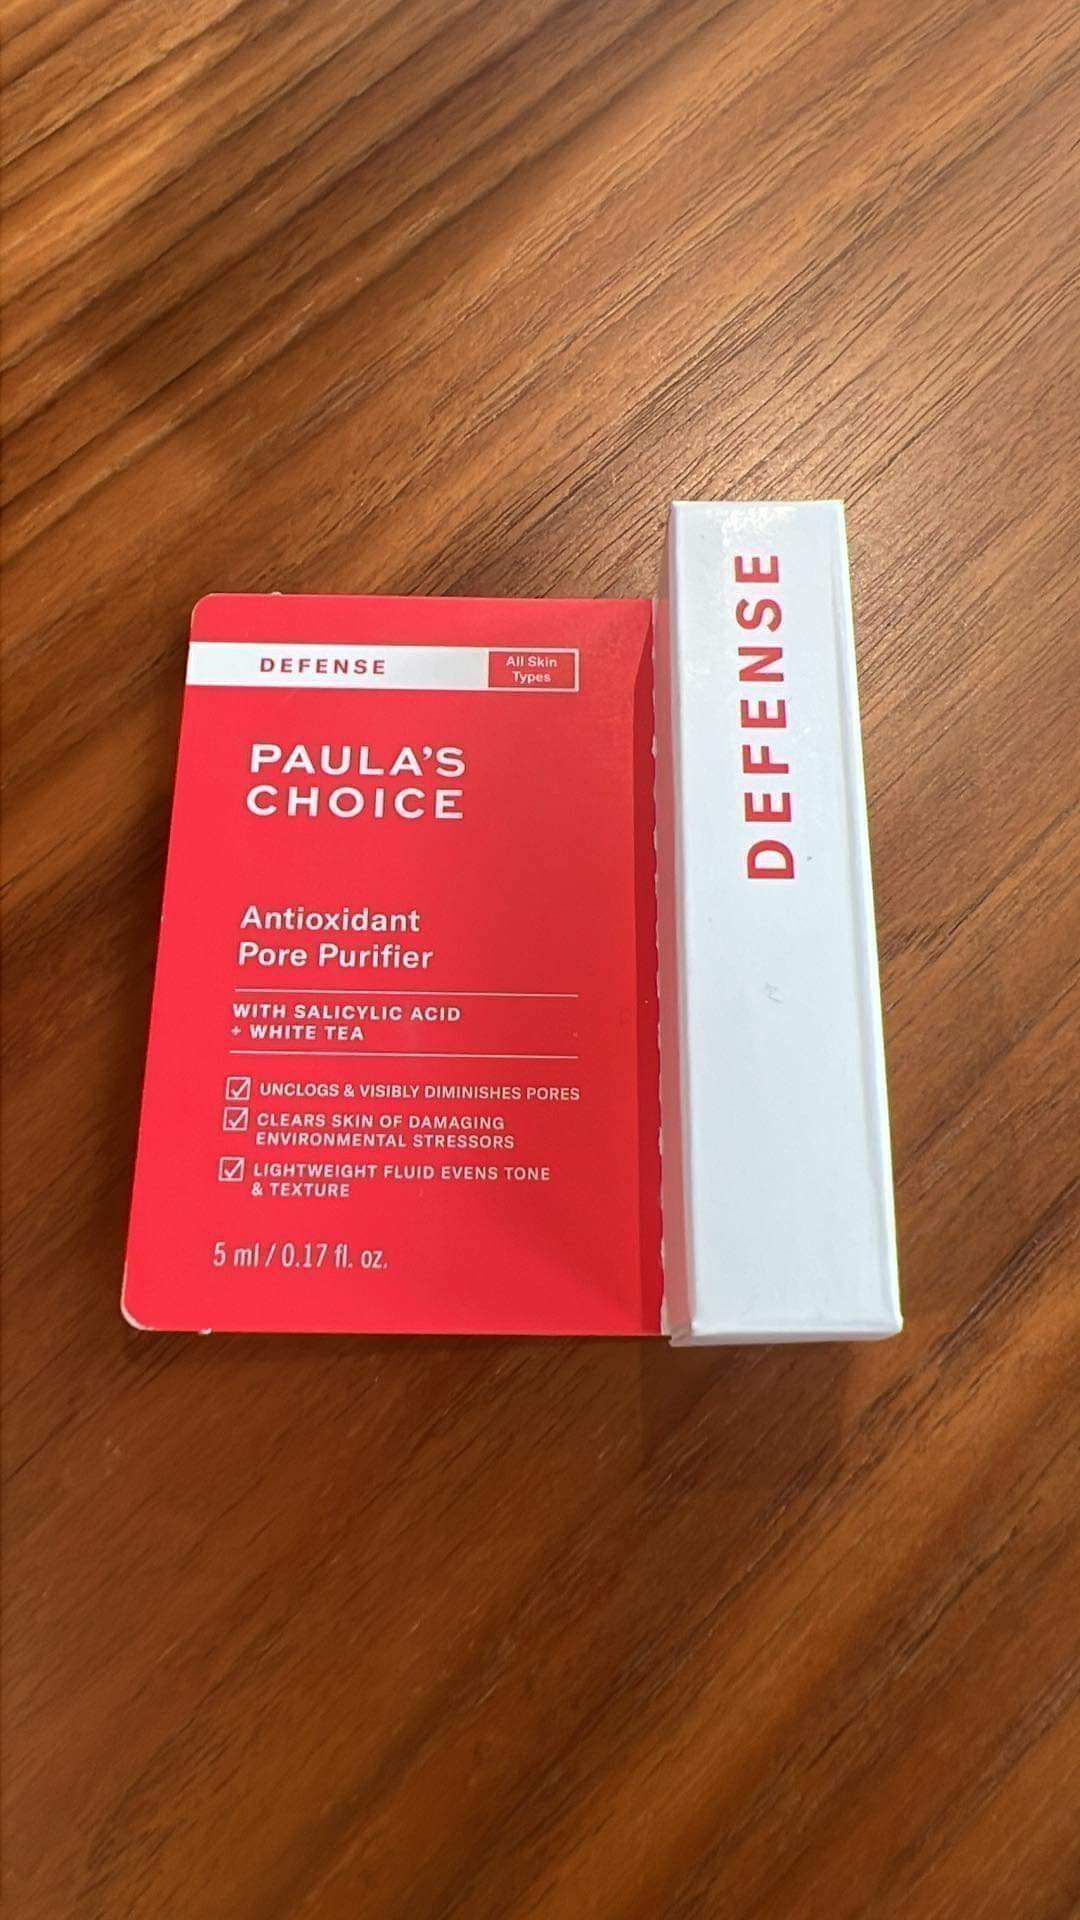 DEFENSE
All Skin
Types
PAULA'S
CHOICE
Antioxidant
Pore Purifier
WITH SALICYLIC ACID
+ WHITE TEA
☑ UNCLOGS & VISIBLY DIMINISHES PORES
☑ CLEARS SKIN OF DAMAGING
ENVIRONMENTAL STRESSORS
☑ LIGHTWEIGHT FLUID EVENS TONE
& TEXTURE
5 ml / 0.17 fl. oz.
DEFENSE